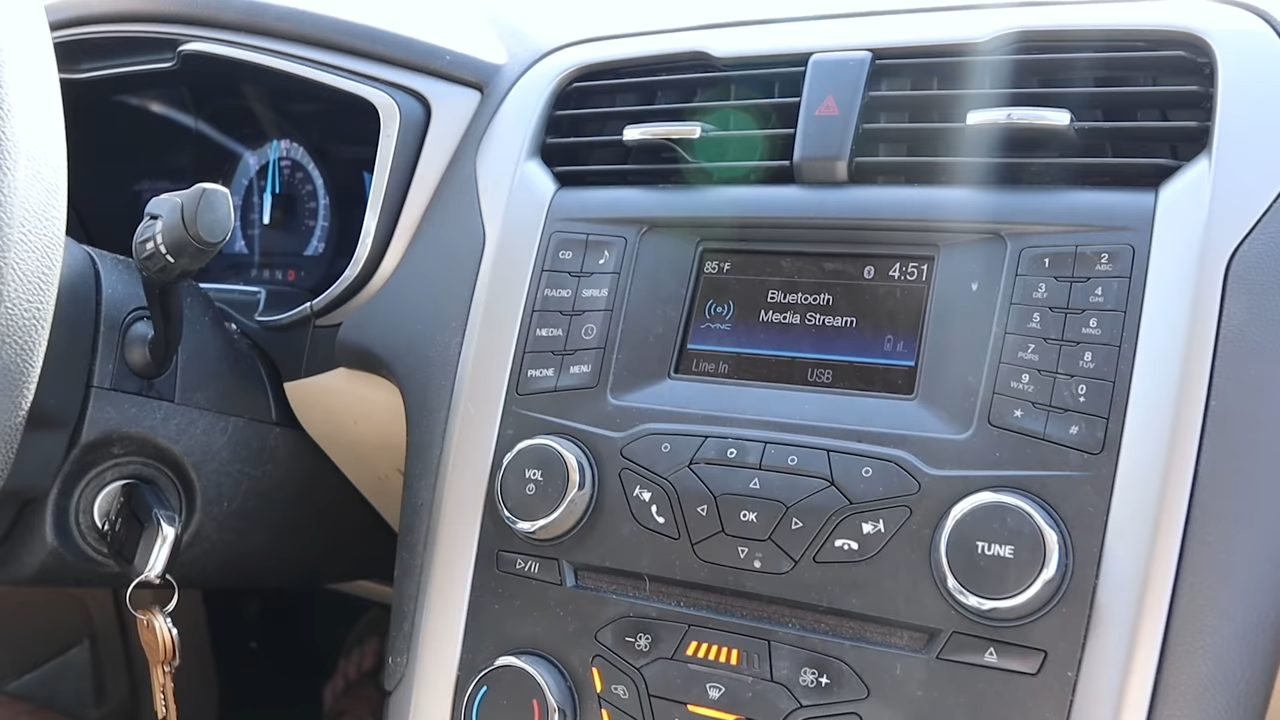 P R N D
CD
RADIO SIRIUS
MEDIA
PHONE MENU
85°F 4:51
Bluetooth
Media Stream
SYNC
Line In USB
1 2 ABC
3 DEF 4 GHI
5 JKL 6 MNO
7 PQRS 8 TUV
9 WXYZ 0 +
* #
VOL
OK
TUNE